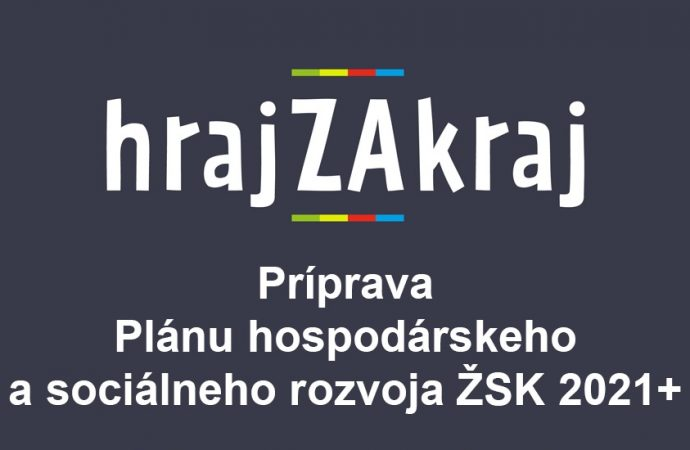 hrajZAkraj
Príprava
Plánu hospodárskeho
a sociálneho rozvoja ŽSK 2021+